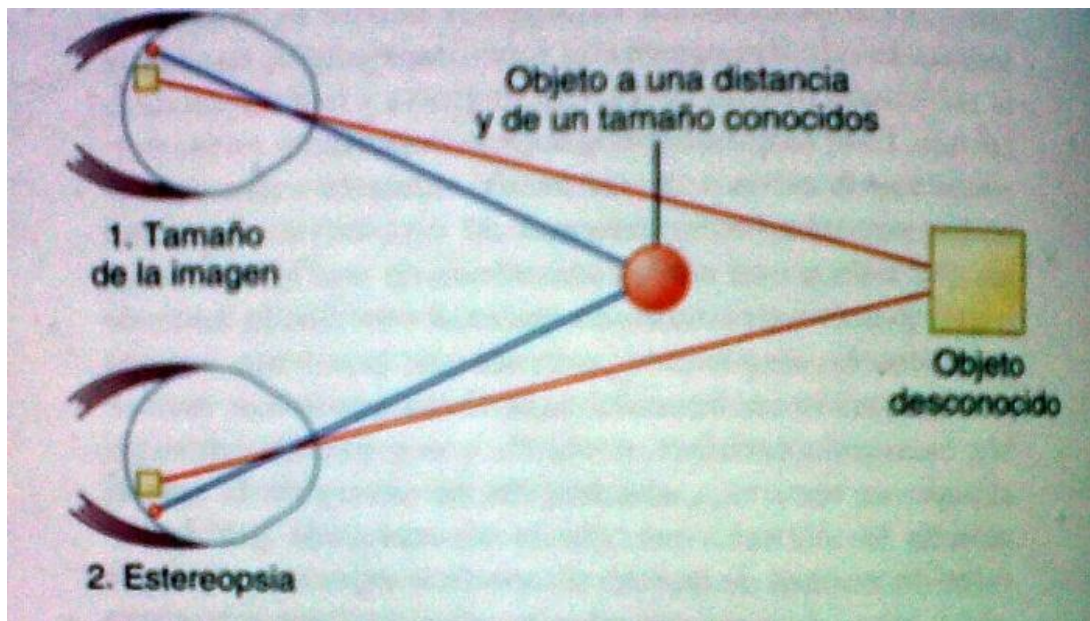 Objeto a una distancia
y de un tamaño conocidos
1. Tamaño
de la imagen
Objeto
desconocido
2. Estereopsia